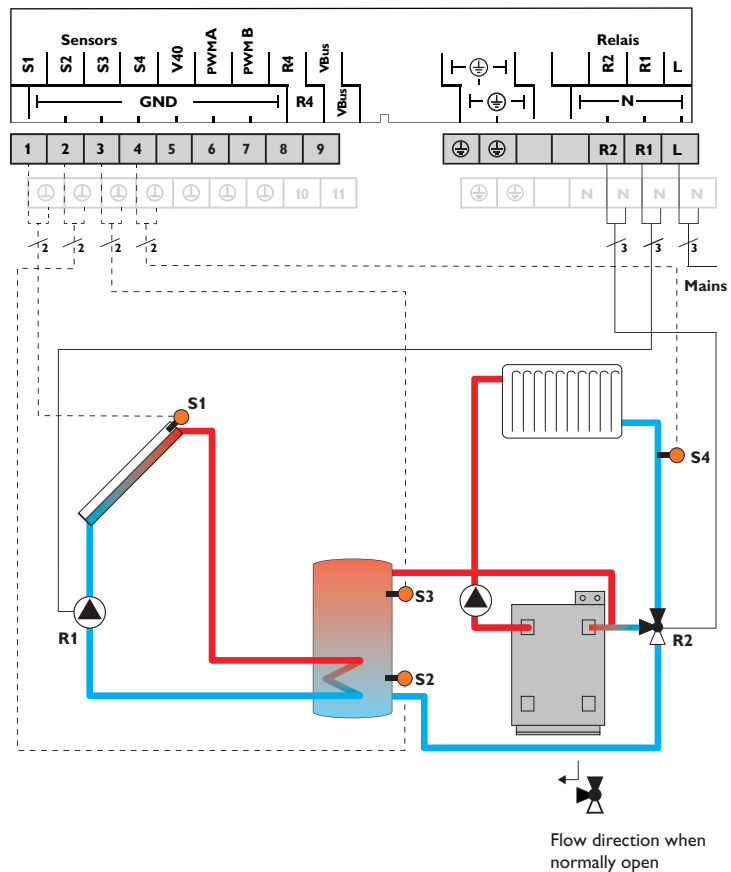 Sensors
Relais
S1 S2 S3 S4 V40 PWMA PWM B R4 VBus
R2 R1 L
GND R4 VBus
N
1 2 3 4 5 6 7 8 9
R2 R1 L
10 11
N N N N
2 2 2 2
3 3 3
Mains
S1
S4
S3
R1
R2
S2
Flow direction when
normally open